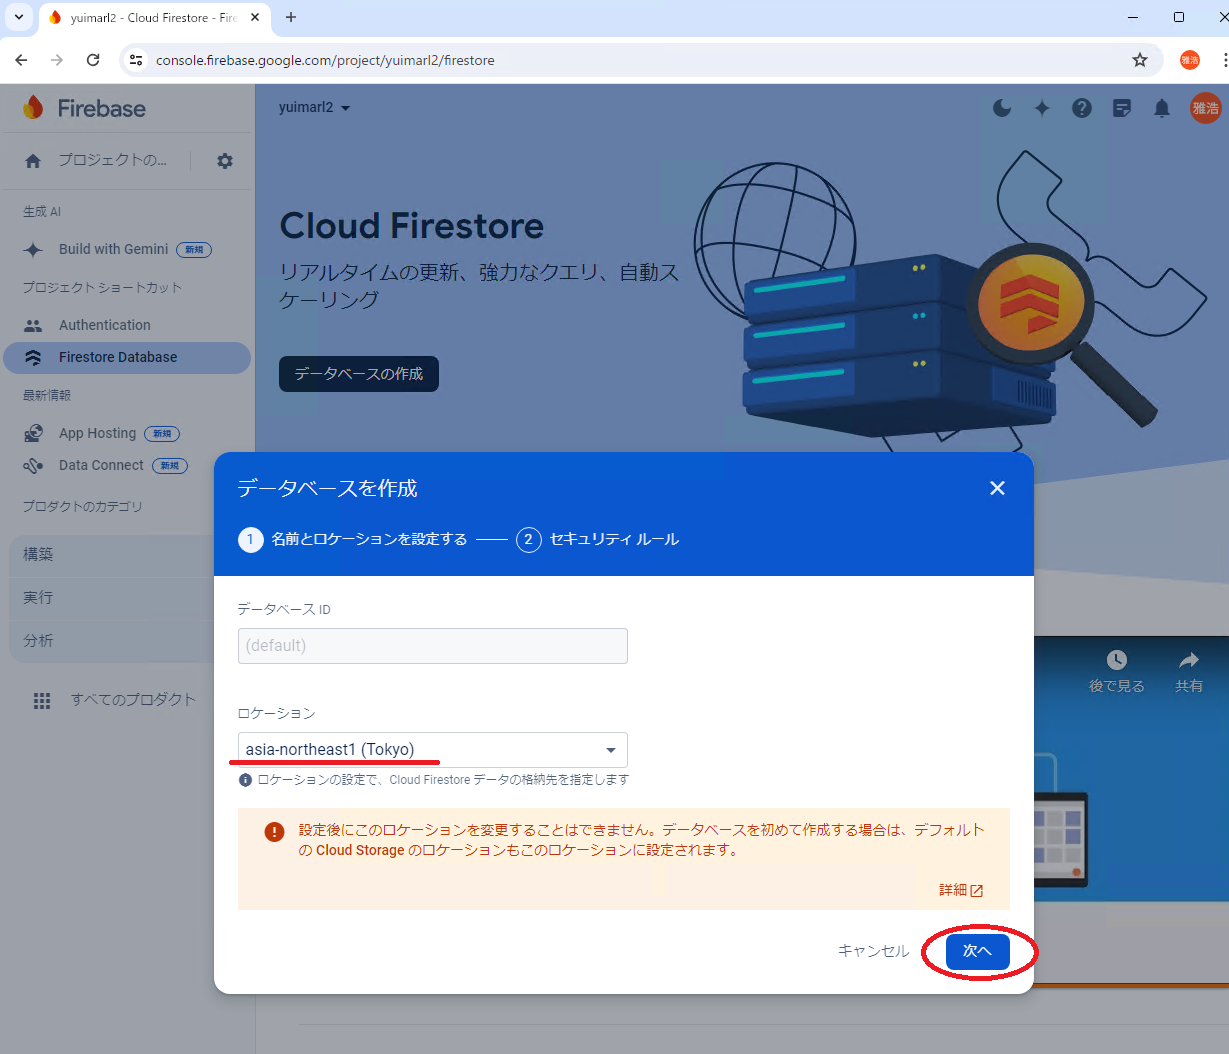 yuimarl2 - Cloud Firestore - Fire
console.firebase.google.com/project/yuimarl2/firestore
雅浩
Firebase
yuimarl2
雅浩
プロジェクトの...
生成 AI
Build with Gemini 新規
プロジェクト ショートカット
Authentication
Firestore Database
最新情報
App Hosting 新規
Data Connect 新規
プロダクトのカテゴリ
構築
実行
分析
すべてのプロダクト
Cloud Firestore
リアルタイムの更新、強力なクエリ、自動ス
ケーリング
データベースの作成
データベースを作成
1 名前とロケーションを設定する
2 セキュリティ ルール
データベース ID
(default)
ロケーション
asia-northeast1 (Tokyo)
ロケーションの設定で、Cloud Firestore データの格納先を指定します
設定後にこのロケーションを変更することはできません。データベースを初めて作成する場合は、デフォルト
の Cloud Storage のロケーションもこのロケーションに設定されます。
詳細
キャンセル
次へ
後で見る
共有